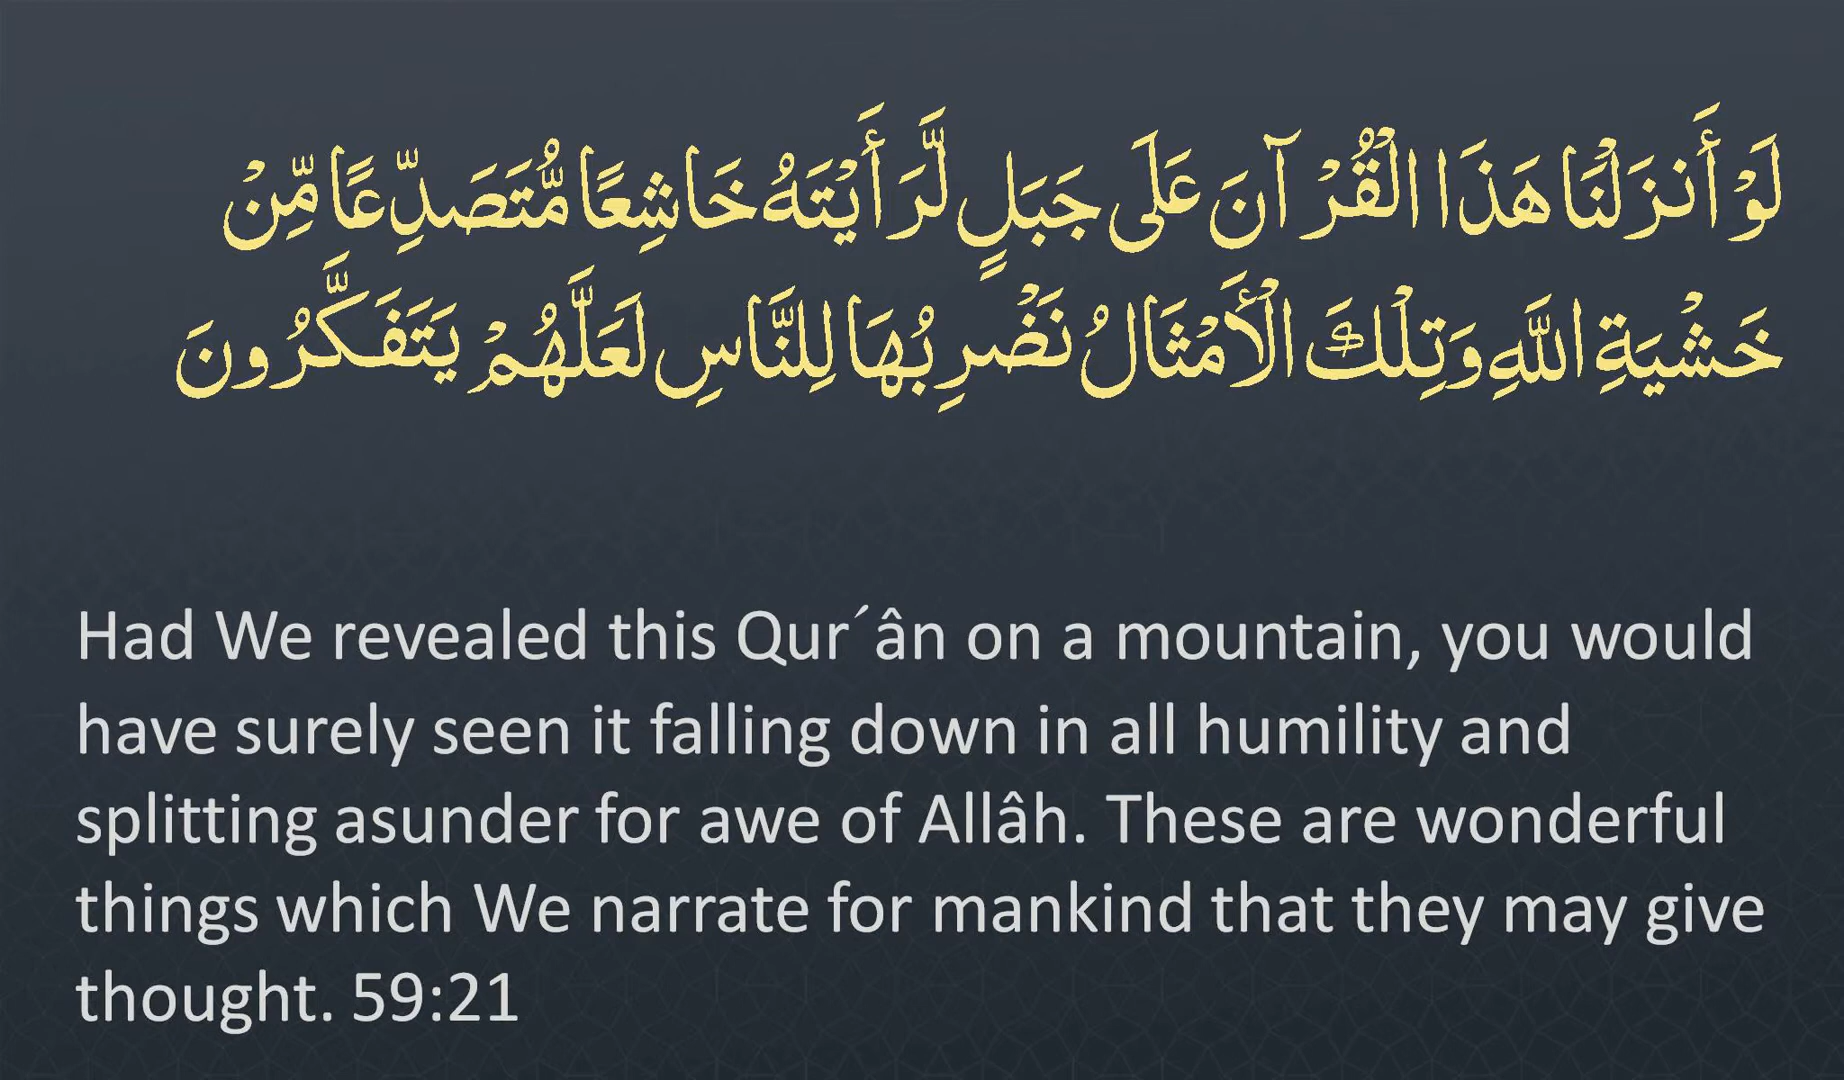 لَوْ أَنزَلْنَا هَذَا الْقُرْآنَ عَلَى جَبَلٍ لَّرَأَيْتَهُ خَاشِعًا مُّتَصَدِّعًا مِّنْ
خَشْيَةِ اللَّهِ وَتِلْكَ الْأَمْثَالُ نَضْرِبُهَا لِلنَّاسِ لَعَلَّهُمْ يَتَفَكَّرُونَ
Had We revealed this Qur´ân on a mountain, you would
have surely seen it falling down in all humility and
splitting asunder for awe of Allâh. These are wonderful
things which We narrate for mankind that they may give
thought. 59:21